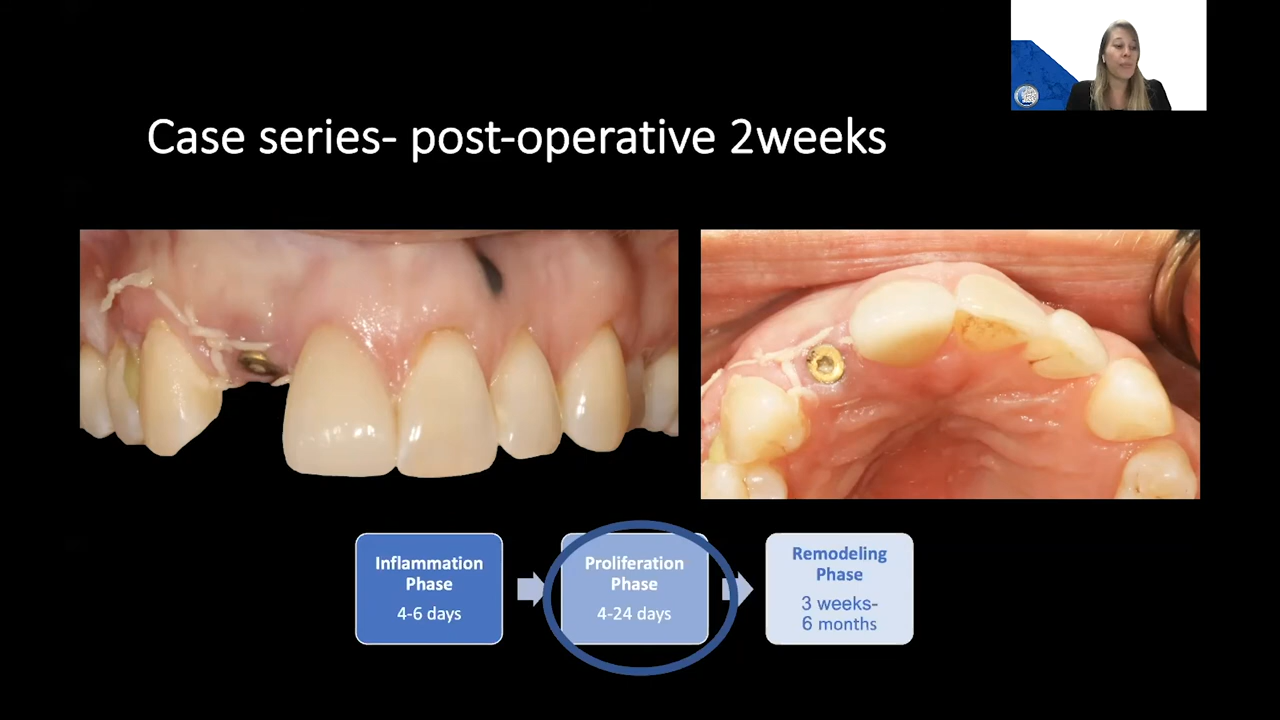 Case series- post-operative 2weeks
Inflammation
Phase
4-6 days
Proliferation
Phase
4-24 days
Remodeling
Phase
3 weeks-
6 months